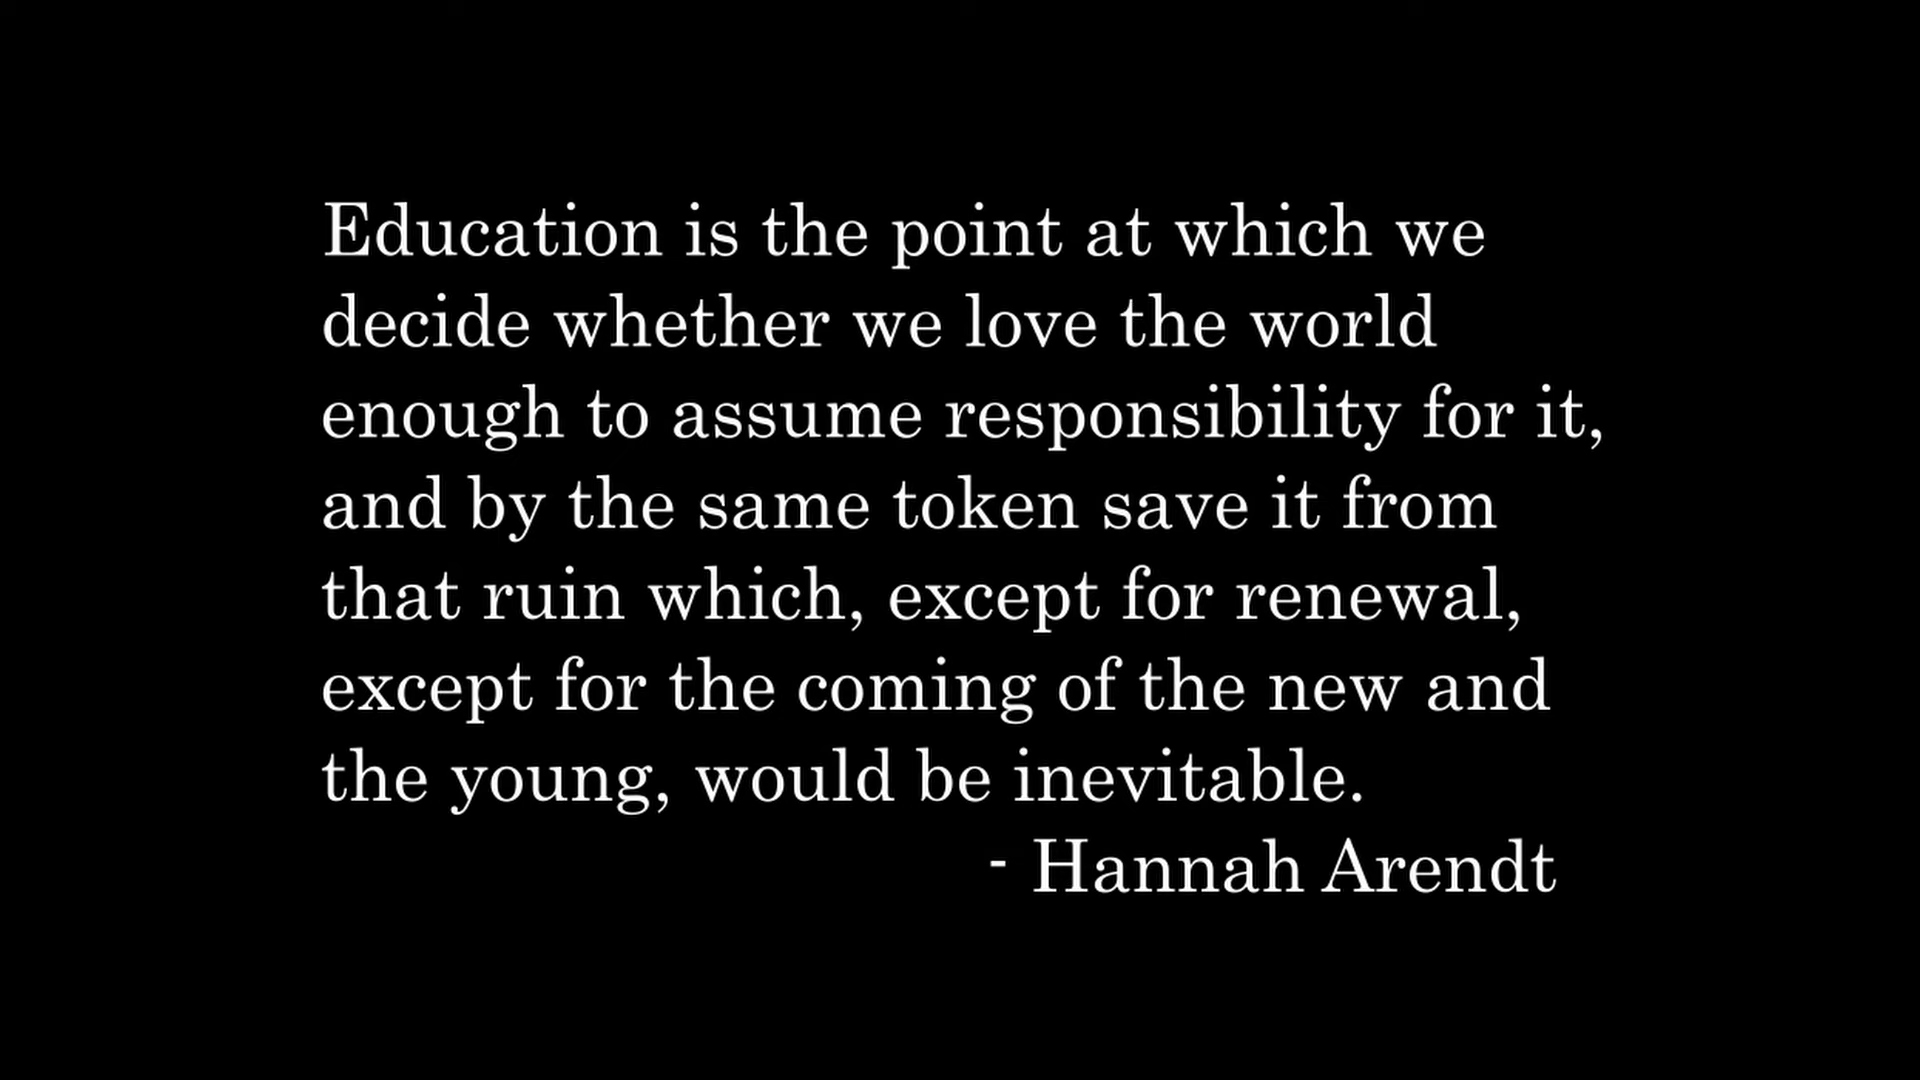 Education is the point at which we
decide whether we love the world
enough to assume responsibility for it,
and by the same token save it from
that ruin which, except for renewal,
except for the coming of the new and
the young, would be inevitable.
- Hannah Arendt